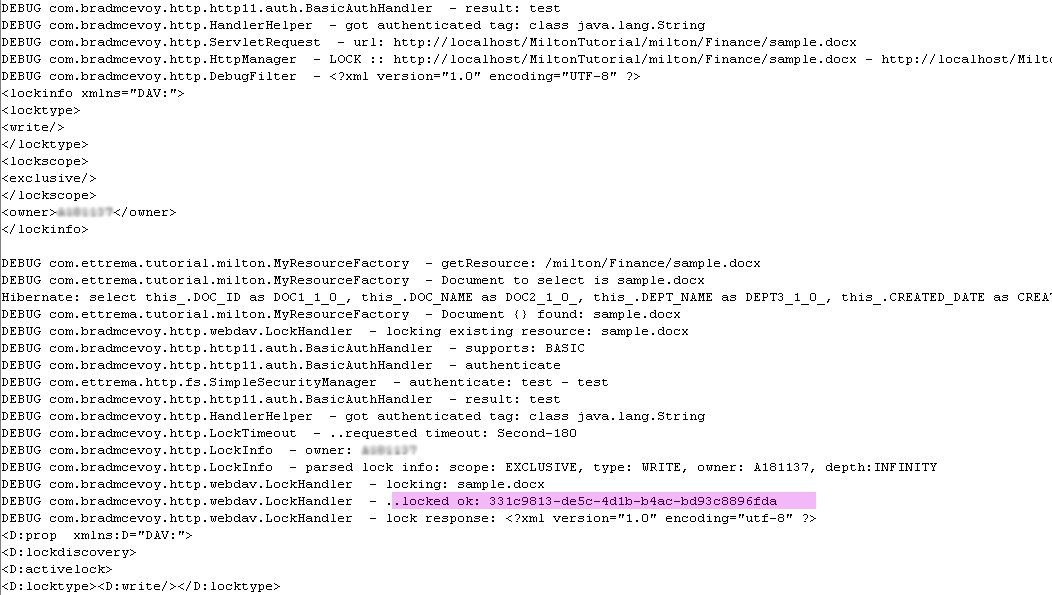 DEBUG com.bradmcevoy.http.http11.auth.BasicAuthHandler  - result: test
DEBUG com.bradmcevoy.http.HandlerHelper  - got authenticated tag: class java.lang.String
DEBUG com.bradmcevoy.http.ServletRequest  - url: http://localhost/MiltonTutorial/milton/Finance/sample.docx
DEBUG com.bradmcevoy.http.HttpManager  - LOCK :: http://localhost/MiltonTutorial/milton/Finance/sample.docx - http://localhost/Milt
DEBUG com.bradmcevoy.http.DebugFilter  - <?xml version="1.0" encoding="UTF-8" ?>
<lockinfo xmlns="DAV:">
<locktype>
<write/>
</locktype>
<lockscope>
<exclusive/>
</lockscope>
<owner></owner>
</lockinfo>
DEBUG com.ettrema.tutorial.milton.MyResourceFactory  - getResource: /milton/Finance/sample.docx
DEBUG com.ettrema.tutorial.milton.MyResourceFactory  - Document to select is sample.docx
Hibernate: select this_.DOC_ID as DOC1_1_0_, this_.DOC_NAME as DOC2_1_0_, this_.DEPT_NAME as DEPT3_1_0_, this_.CREATED_DATE as CREA
DEBUG com.ettrema.tutorial.milton.MyResourceFactory  - Document {} found: sample.docx
DEBUG com.bradmcevoy.http.webdav.LockHandler  - locking existing resource: sample.docx
DEBUG com.bradmcevoy.http.http11.auth.BasicAuthHandler  - supports: BASIC
DEBUG com.bradmcevoy.http.http11.auth.BasicAuthHandler  - authenticate
DEBUG com.ettrema.http.fs.SimpleSecurityManager  - authenticate: test - test
DEBUG com.bradmcevoy.http.http11.auth.BasicAuthHandler  - result: test
DEBUG com.bradmcevoy.http.HandlerHelper  - got authenticated tag: class java.lang.String
DEBUG com.bradmcevoy.http.LockTimeout  - ..requested timeout: Second-180
DEBUG com.bradmcevoy.http.LockInfo  - owner:
DEBUG com.bradmcevoy.http.LockInfo  - parsed lock info: scope: EXCLUSIVE, type: WRITE, owner: A181137, depth:INFINITY
DEBUG com.bradmcevoy.http.webdav.LockHandler  - locking: sample.docx
DEBUG com.bradmcevoy.http.webdav.LockHandler  - ..locked ok: 331c9813-de5c-4d1b-b4ac-bd93c8896fda
DEBUG com.bradmcevoy.http.webdav.LockHandler  - lock response: <?xml version="1.0" encoding="utf-8" ?>
<D:prop  xmlns:D="DAV:">
<D:lockdiscovery>
<D:activelock>
<D:locktype><D:write/></D:locktype>